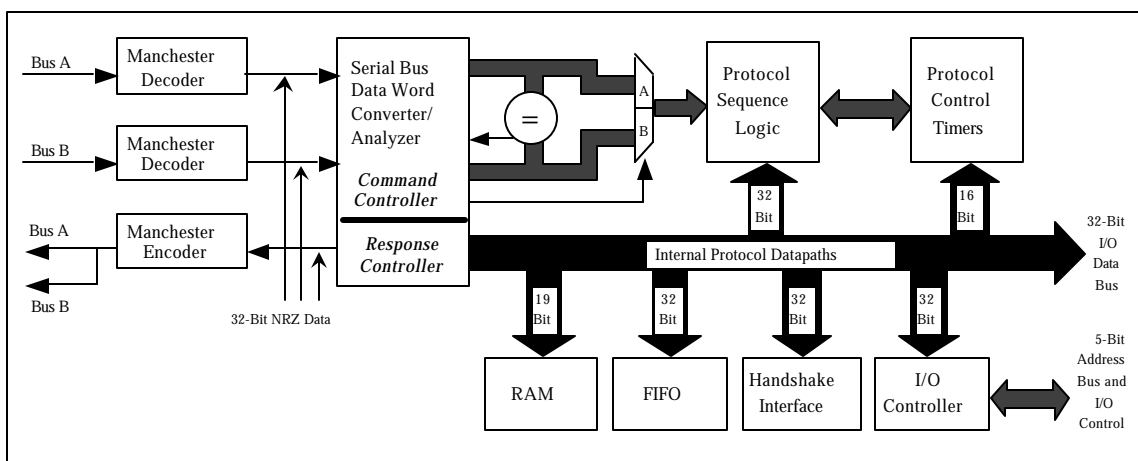 Bus A
Manchester
Decoder
Bus B
Manchester
Decoder
Bus A
Manchester
Encoder
Bus B
32-Bit NRZ Data
Serial Bus
Data Word
Converter/
Analyzer
Command
Controller
Response
Controller
=
A
B
Protocol
Sequence
Logic
Protocol
Control
Timers
32
Bit
16
Bit
Internal Protocol Datapaths
32-Bit
I/O
Data
Bus
19
Bit
32
Bit
32
Bit
32
Bit
RAM
FIFO
Handshake
Interface
I/O
Controller
5-Bit
Address
Bus and
I/O
Control